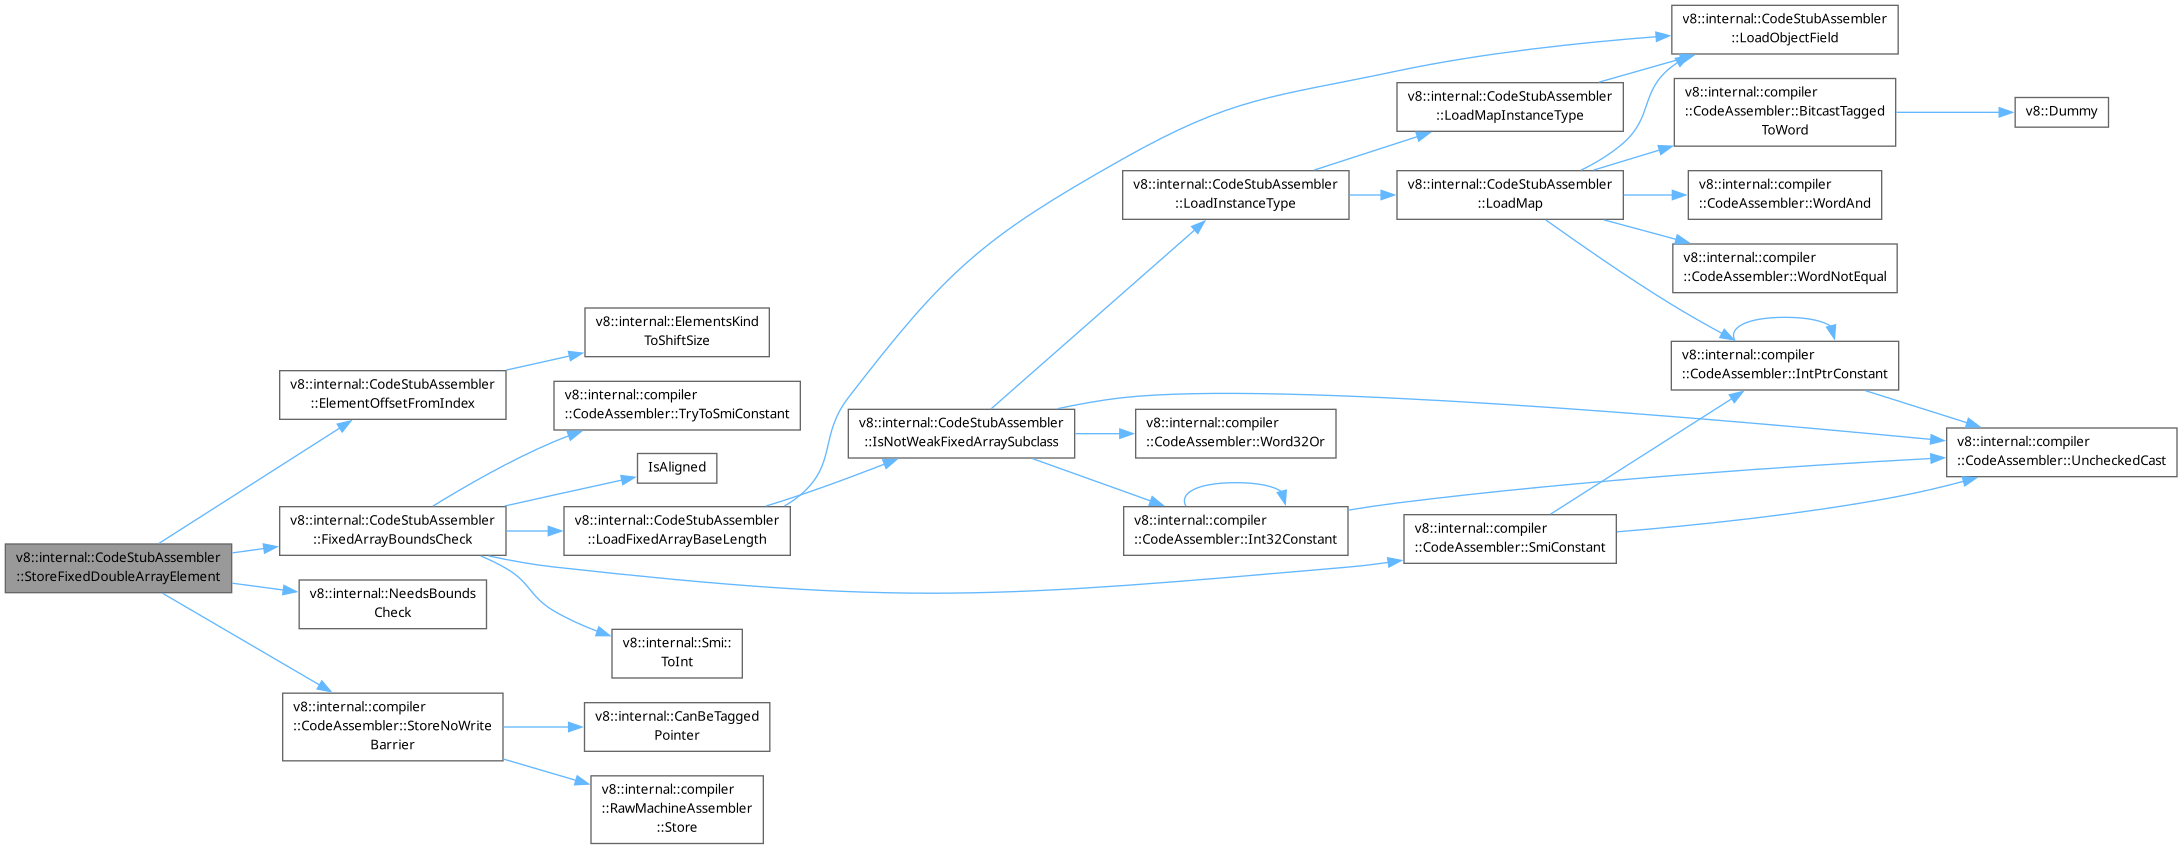 v8::internal::CodeStubAssembler
::StoreFixedDoubleArrayElement
v8::internal::CodeStubAssembler
::ElementOffsetFromIndex
v8::internal::ElementsKind
ToShiftSize
v8::internal::CodeStubAssembler
::FixedArrayBoundsCheck
v8::internal::compiler
::CodeAssembler::TryToSmiConstant
IsAligned
v8::internal::CodeStubAssembler
::LoadFixedArrayBaseLength
v8::internal::CodeStubAssembler
::IsNotWeakFixedArraySubclass
v8::internal::CodeStubAssembler
::LoadInstanceType
v8::internal::CodeStubAssembler
::LoadMapInstanceType
v8::internal::CodeStubAssembler
::LoadObjectField
v8::internal::CodeStubAssembler
::LoadMap
v8::internal::compiler
::CodeAssembler::BitcastTagged
ToWord
v8::Dummy
v8::internal::compiler
::CodeAssembler::WordAnd
v8::internal::compiler
::CodeAssembler::WordNotEqual
v8::internal::compiler
::CodeAssembler::IntPtrConstant
v8::internal::compiler
::CodeAssembler::UncheckedCast
v8::internal::compiler
::CodeAssembler::Word32Or
v8::internal::compiler
::CodeAssembler::Int32Constant
v8::internal::compiler
::CodeAssembler::SmiConstant
v8::internal::Smi::
ToInt
v8::internal::NeedsBounds
Check
v8::internal::compiler
::CodeAssembler::StoreNoWrite
Barrier
v8::internal::CanBeTagged
Pointer
v8::internal::compiler
::RawMachineAssembler
::Store